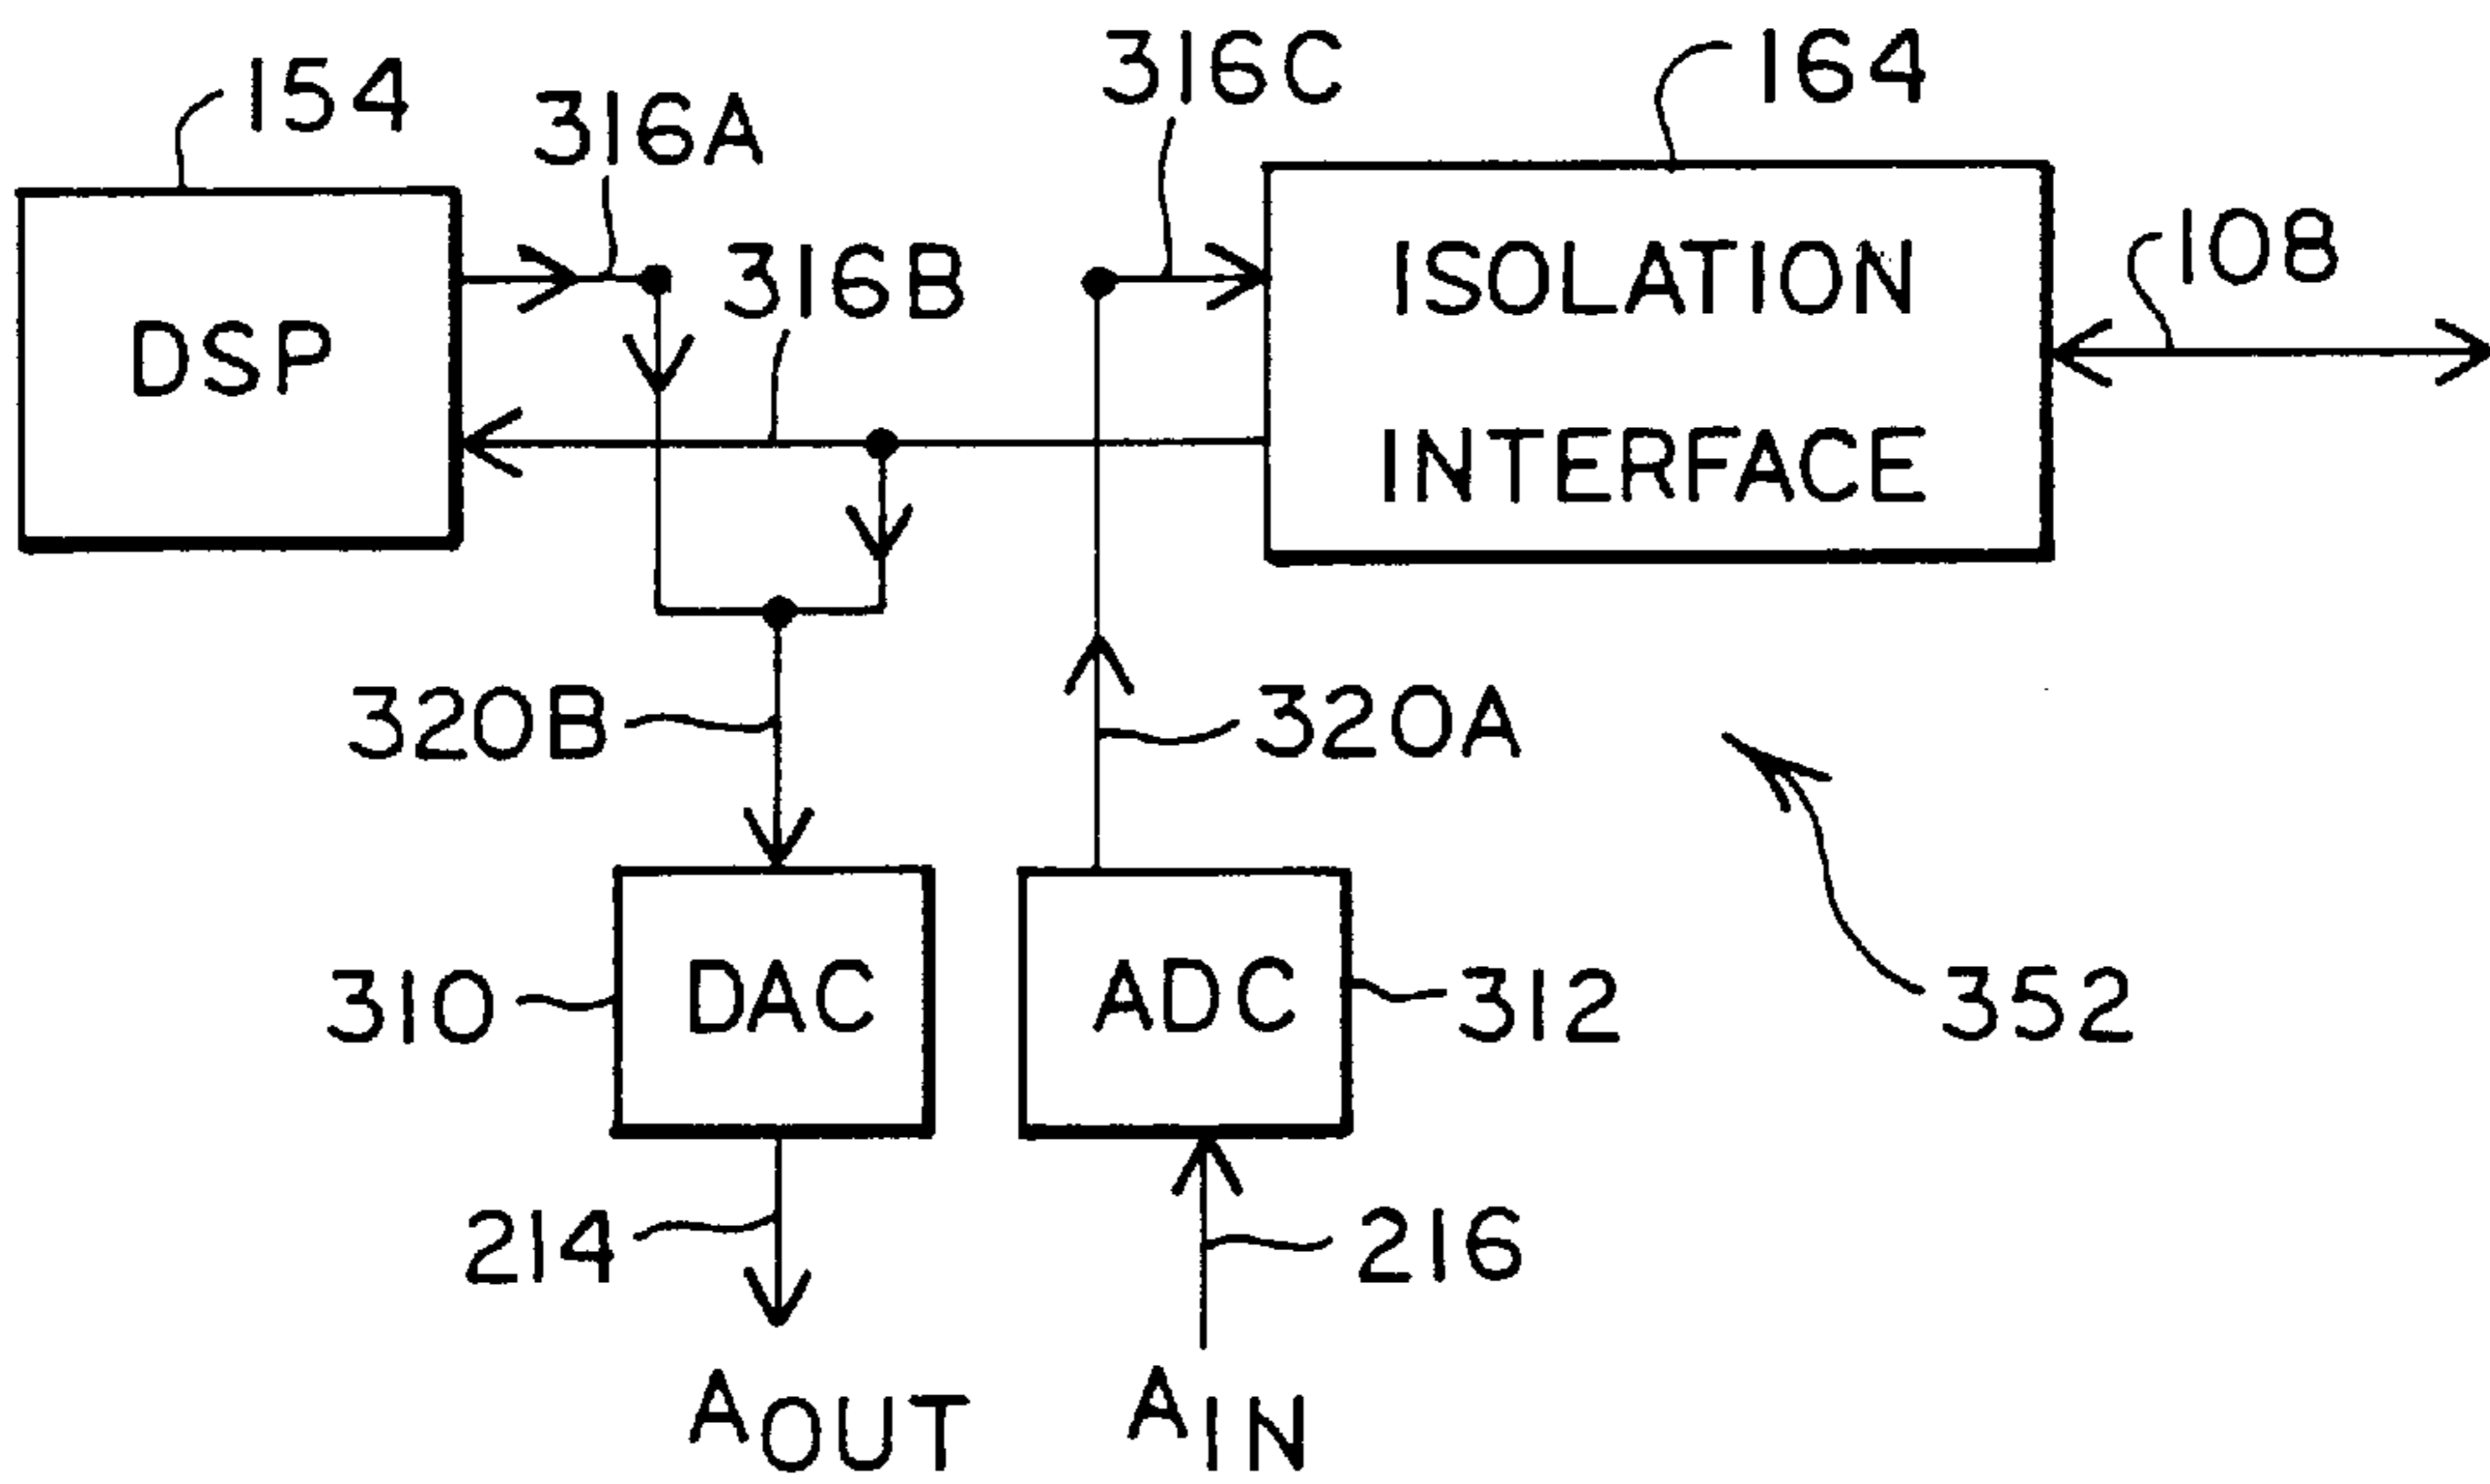 154
316A
316C
164
316B
108
DSP
ISOLATION
INTERFACE
320B
320A
310
DAC
ADC
312
352
214
216
AOUT
AIN